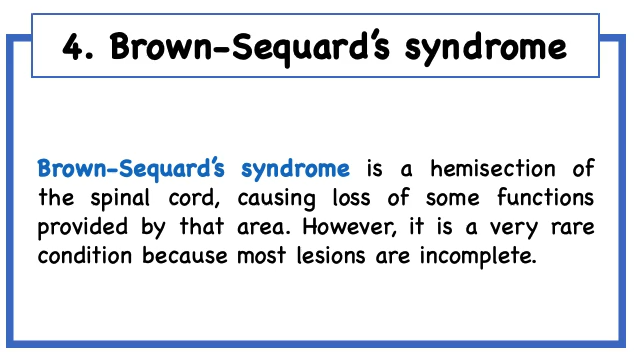 4. Brown-Sequard's syndrome
Brown-Sequard's syndrome is a hemisection of
the spinal cord, causing loss of some functions
provided by that area. However, it is a very rare
condition because most lesions are incomplete.